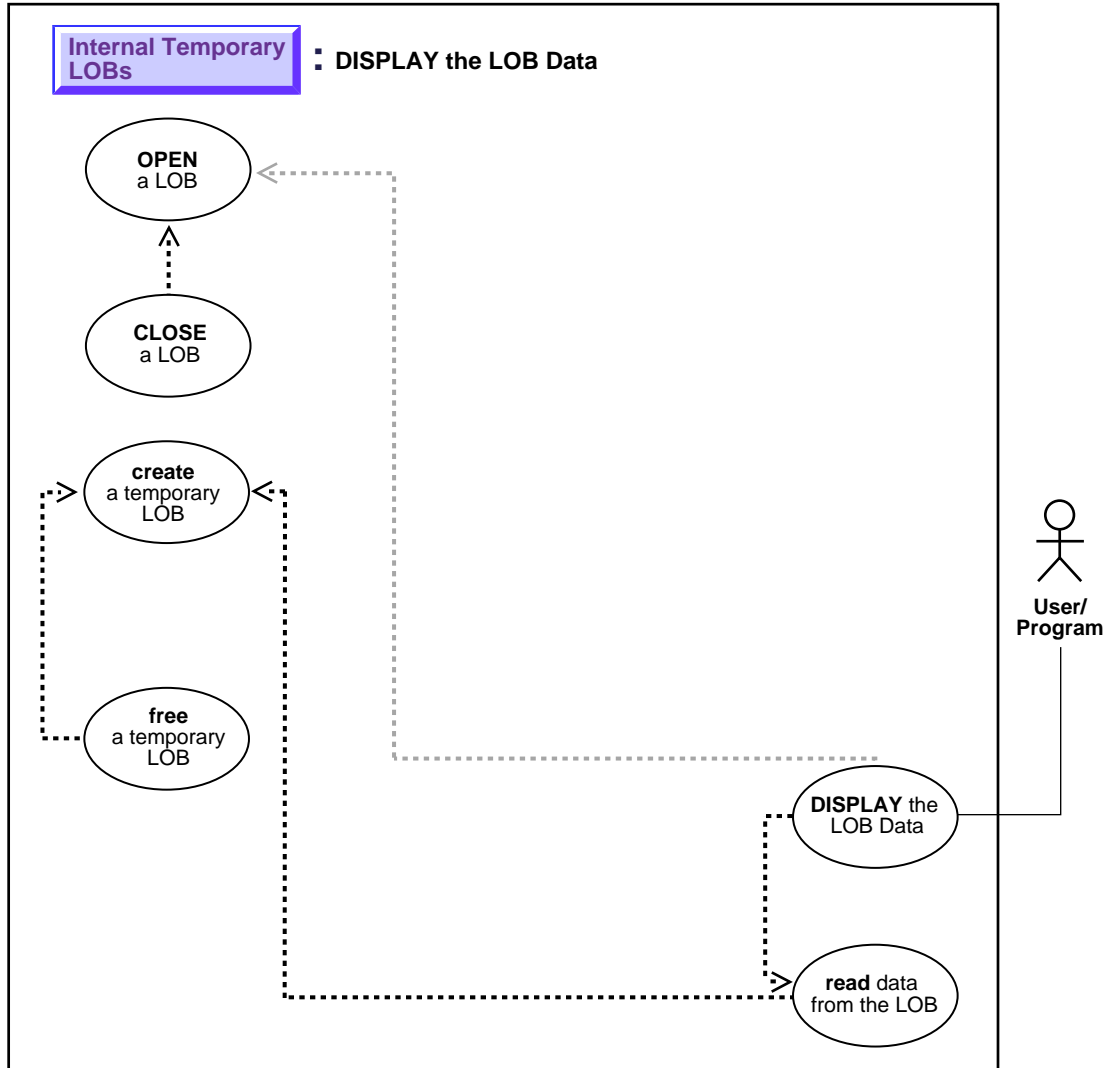 Internal Temporary
LOBs
: DISPLAY the LOB Data
OPEN
a LOB
CLOSE
a LOB
create
a temporary
LOB
User/
Program
free
a temporary
LOB
DISPLAY the
LOB Data
read data
from the LOB